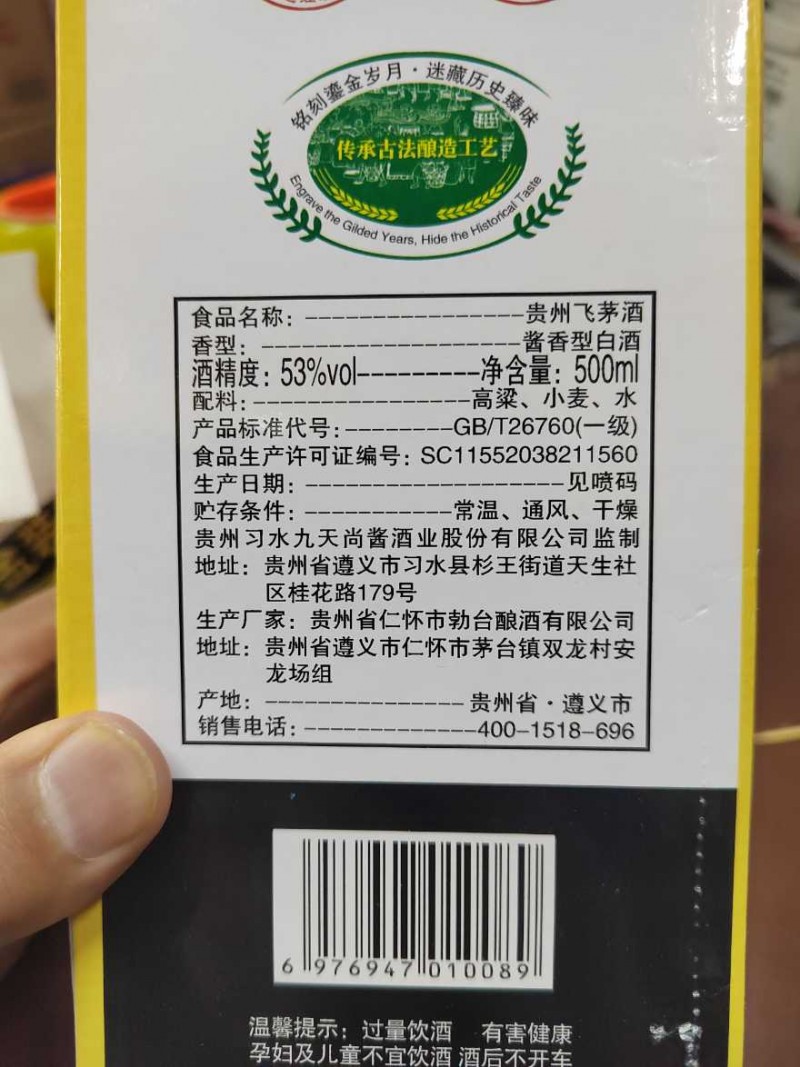 铭刻鎏金岁月·迷藏历史臻味
传承古法酿造工艺
Engrave the Gilded Years, Hide the Historical Taste
食品名称：----------------贵州飞茅酒
香型：--------------------酱香型白酒
酒精度：53%vol----------净含量：500ml
配料：-----------------高粱、小麦、水
产品标准代号：--------GB/T26760(一级)
食品生产许可证编号：SC11552038211560
生产日期：-------------------见喷码
贮存条件：-----------常温、通风、干燥
贵州习水九天尚酱酒业股份有限公司监制
地址：贵州省遵义市习水县杉王街道天生社
区桂花路179号
生产厂家：贵州省仁怀市勃台酿酒有限公司
地址：贵州省遵义市仁怀市茅台镇双龙村安
龙场组
产地：---------------贵州省·遵义市
销售电话：-------------400-1518-696
6 976947 010089
温馨提示：过量饮酒 有害健康
孕妇及儿童不宜饮酒 酒后不开车